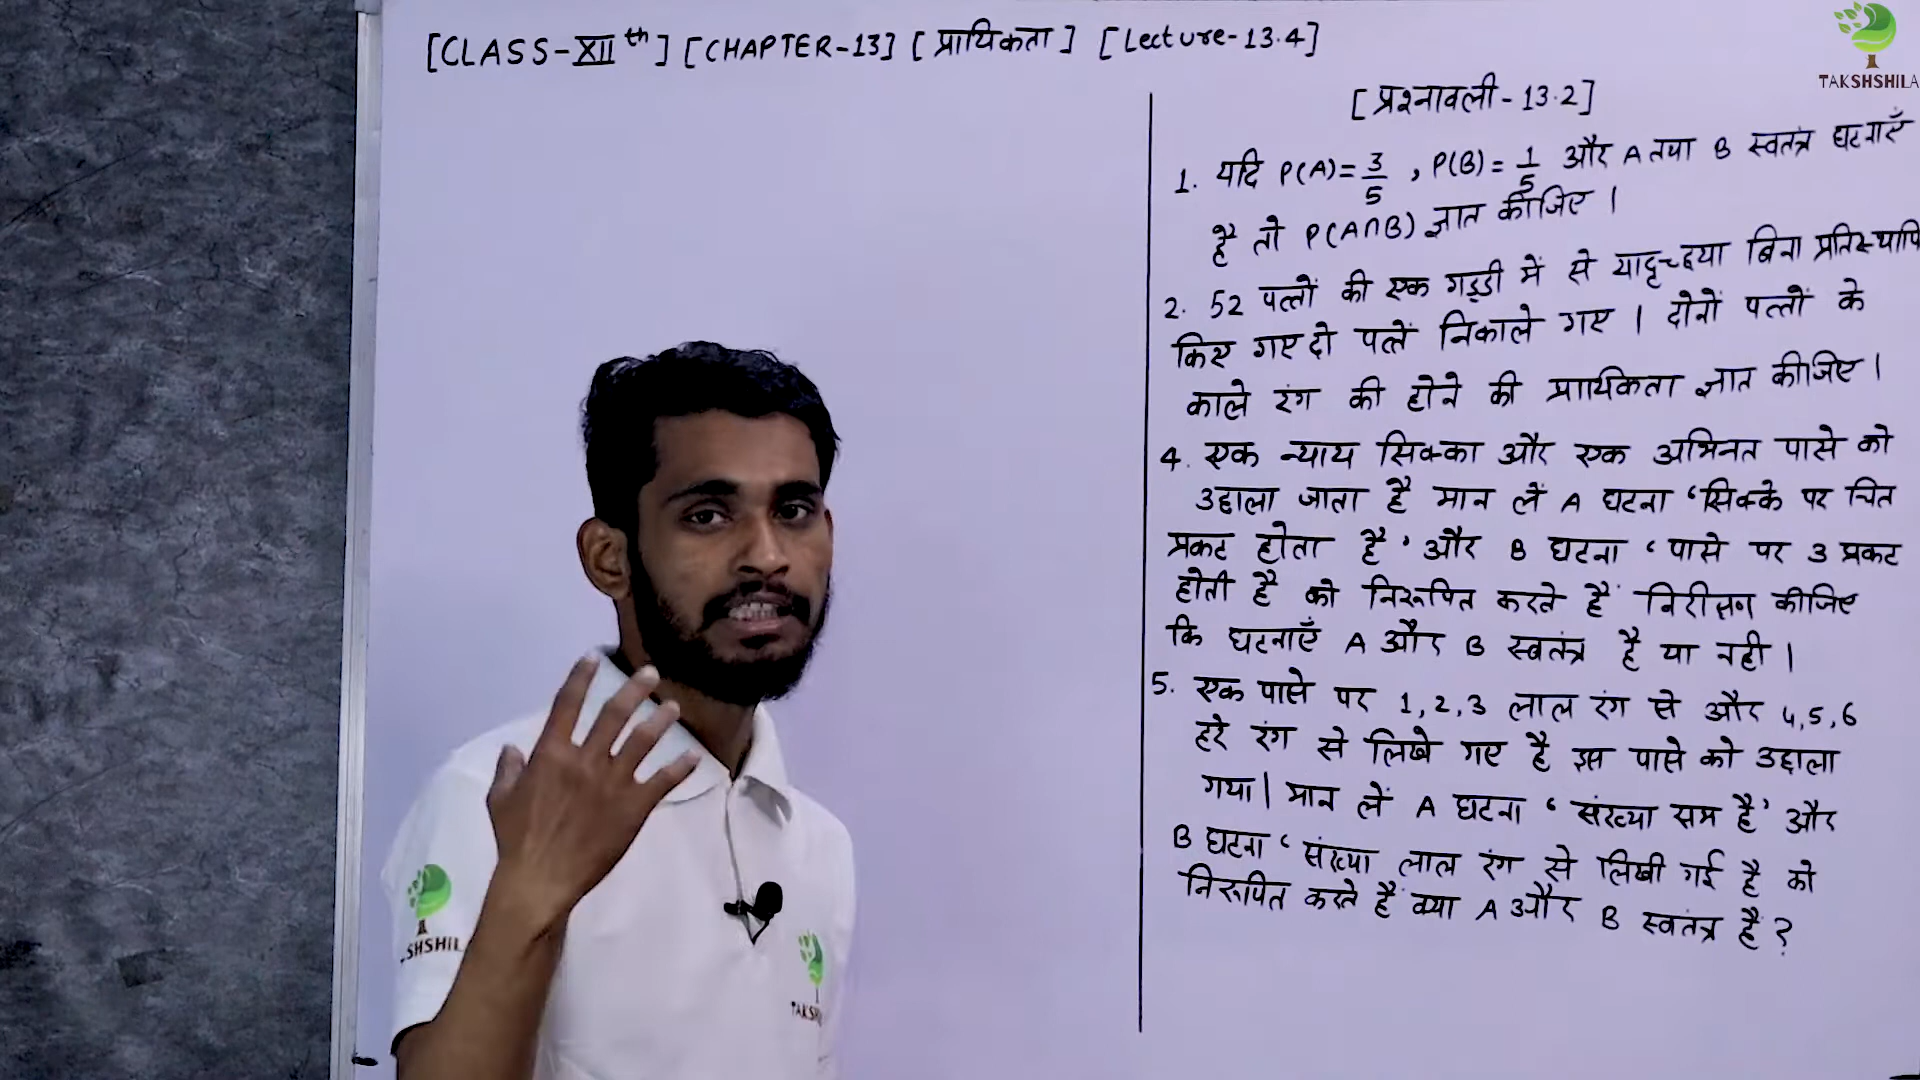 [CLASS-XII th] [CHAPTER-13] [प्रायिकता] [Lecture-13.4]
TAKSHSHILA
[प्रश्नावली-13.2]
1. यदि P(A)=3/5 , P(B)=1/5 और A तथा B स्वतंत्र घटनाएँ
है तो P(A∩B) ज्ञात कीजिए।
2. 52 पत्तों की एक गड्डी में से यादृच्छया बिना प्रतिस्थापि
किए गए दो पत्तें निकाले गए। दोनों पत्तों के
काले रंग की होने की प्रायिकता ज्ञात कीजिए।
4. एक न्याय सिक्का और एक अभिनत पासे को
उछाला जाता है मान लें A घटना 'सिक्के पर चित
प्रकट होता है' और B घटना 'पासे पर 3 प्रकट
होती है को निरूपित करते हैं निरीक्षण कीजिए
कि घटनाएँ A और B स्वतंत्र है या नही।
5. एक पासे पर 1,2,3 लाल रंग से और 4,5,6
हरे रंग से लिखे गए है इस पासे को उछाला
गया। मान लें A घटना 'संख्या सम है' और
B घटना 'संख्या लाल रंग से लिखी गई है को
निरूपित करते हैं क्या A और B स्वतंत्र है?
SHSHIL
TAKS